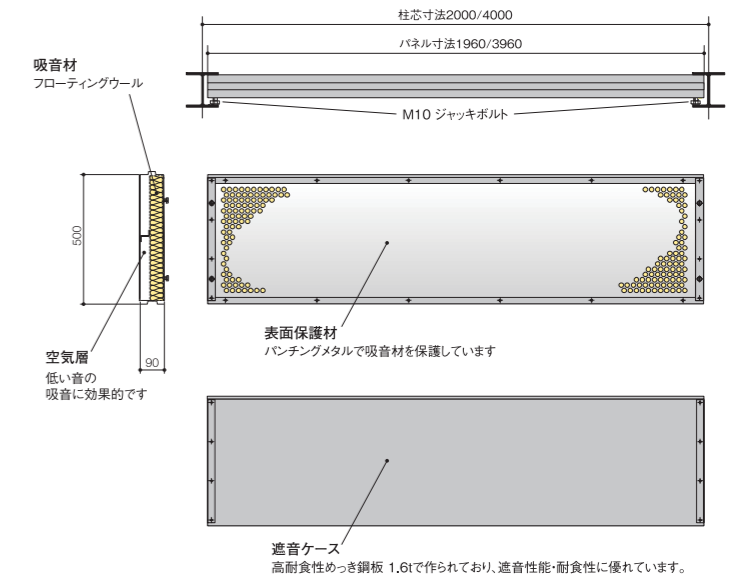 柱芯寸法2000/4000
パネル寸法1960/3960
吸音材
フローティングウール
M10 ジャッキボルト
500
90
空気層
低い音の
吸音に効果的です
表面保護材
パンチングメタルで吸音材を保護しています
遮音ケース
高耐食性めっき鋼板 1.6tで作られており、遮音性能・耐食性に優れています。